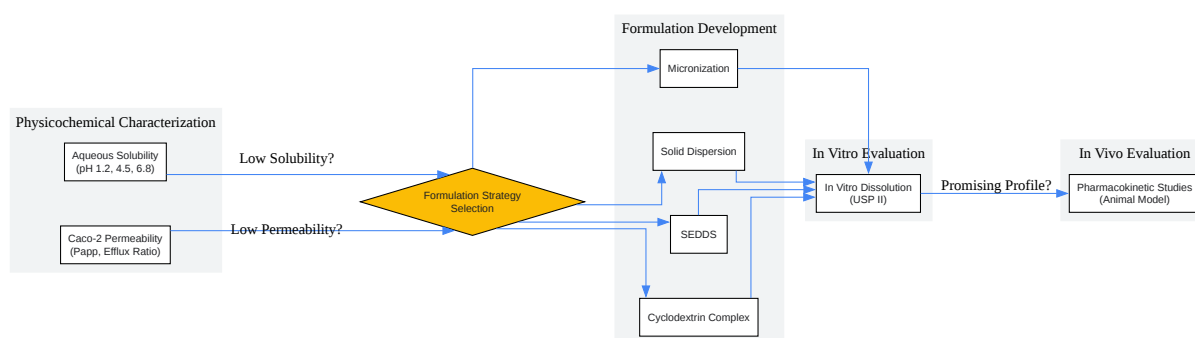 Physicochemical Characterization
Aqueous Solubility
(pH 1.2, 4.5, 6.8)
Caco-2 Permeability
(Papp, Efflux Ratio)
Low Solubility?
Low Permeability?
Formulation Strategy
Selection
Formulation Development
Micronization
Solid Dispersion
SEDDS
Cyclodextrin Complex
In Vitro Evaluation
In Vitro Dissolution
(USP II)
Promising Profile?
In Vivo Evaluation
Pharmacokinetic Studies
(Animal Model)